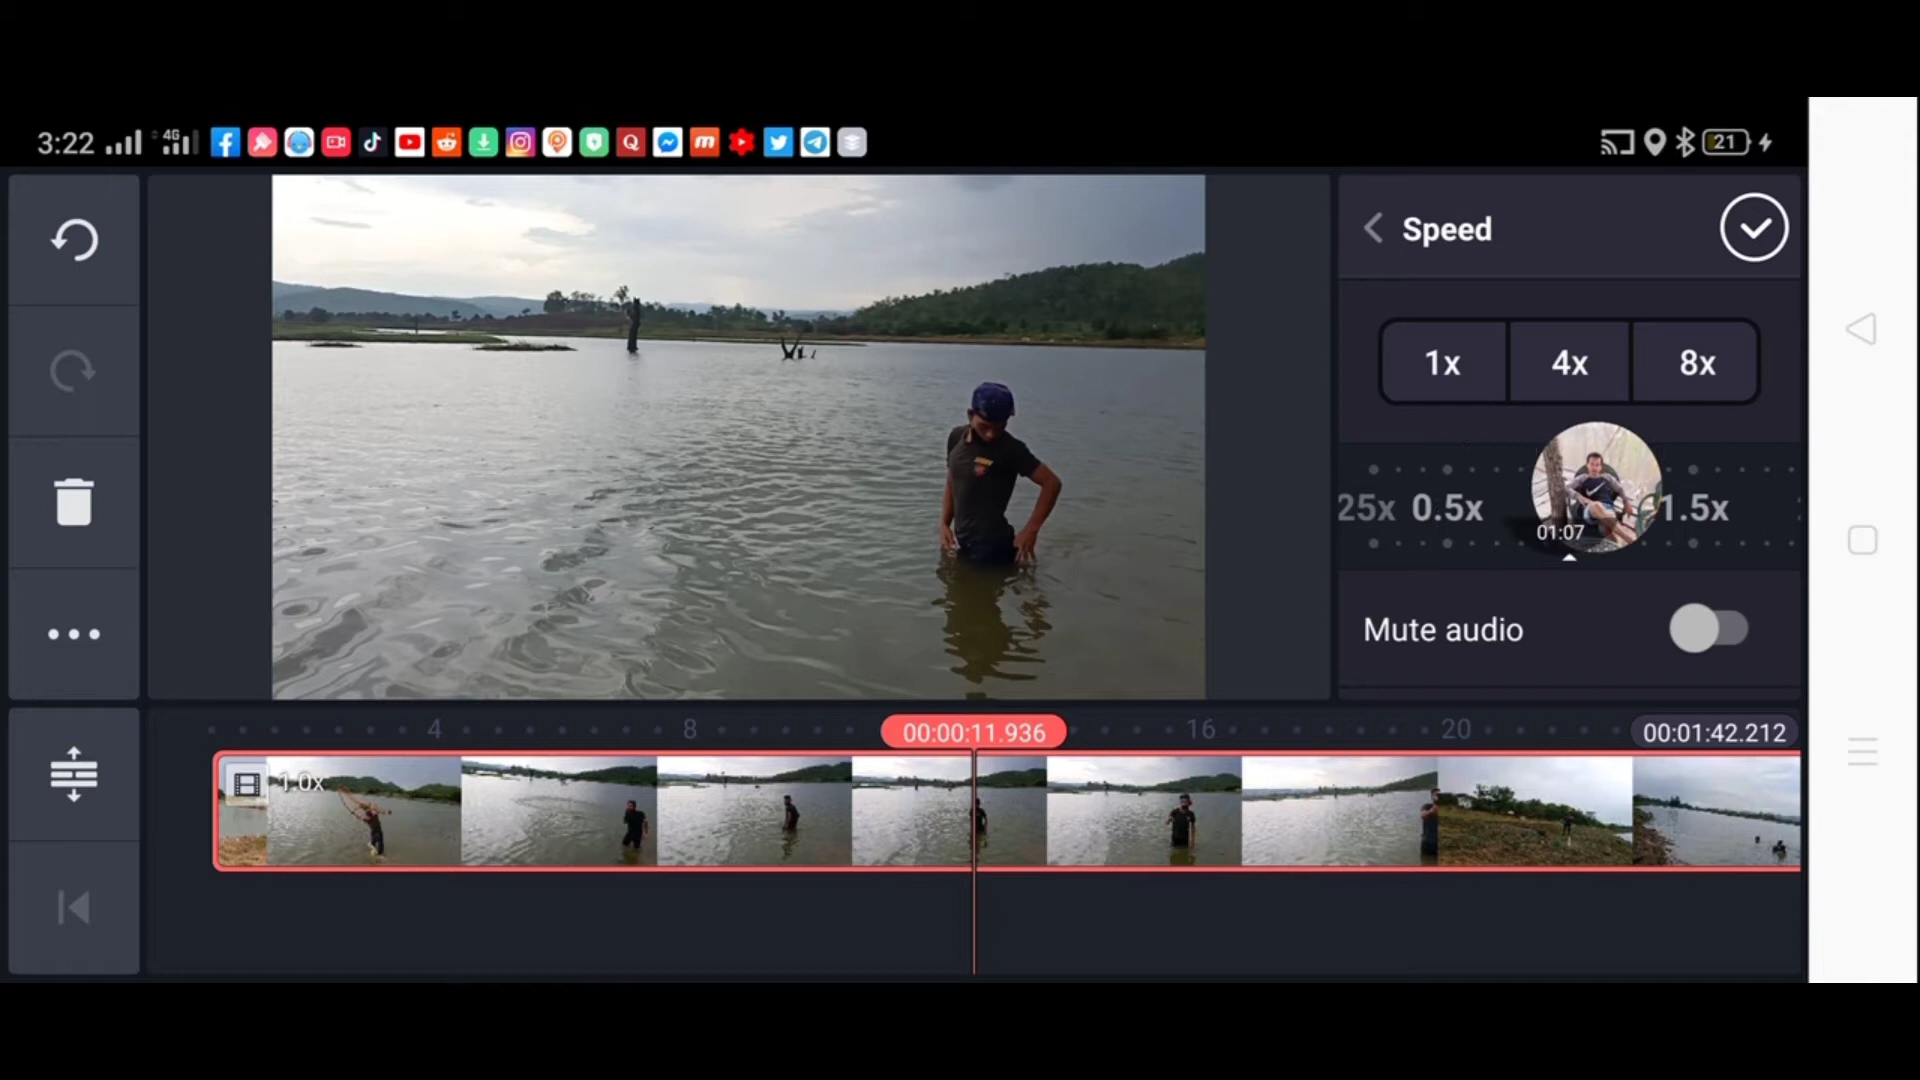 3:22 4G 21
Speed
1x 4x 8x
25x 0.5x 1.5x
01:07
Mute audio
4 8 00:00:11.936 16 20 00:01:42.212
1.0x